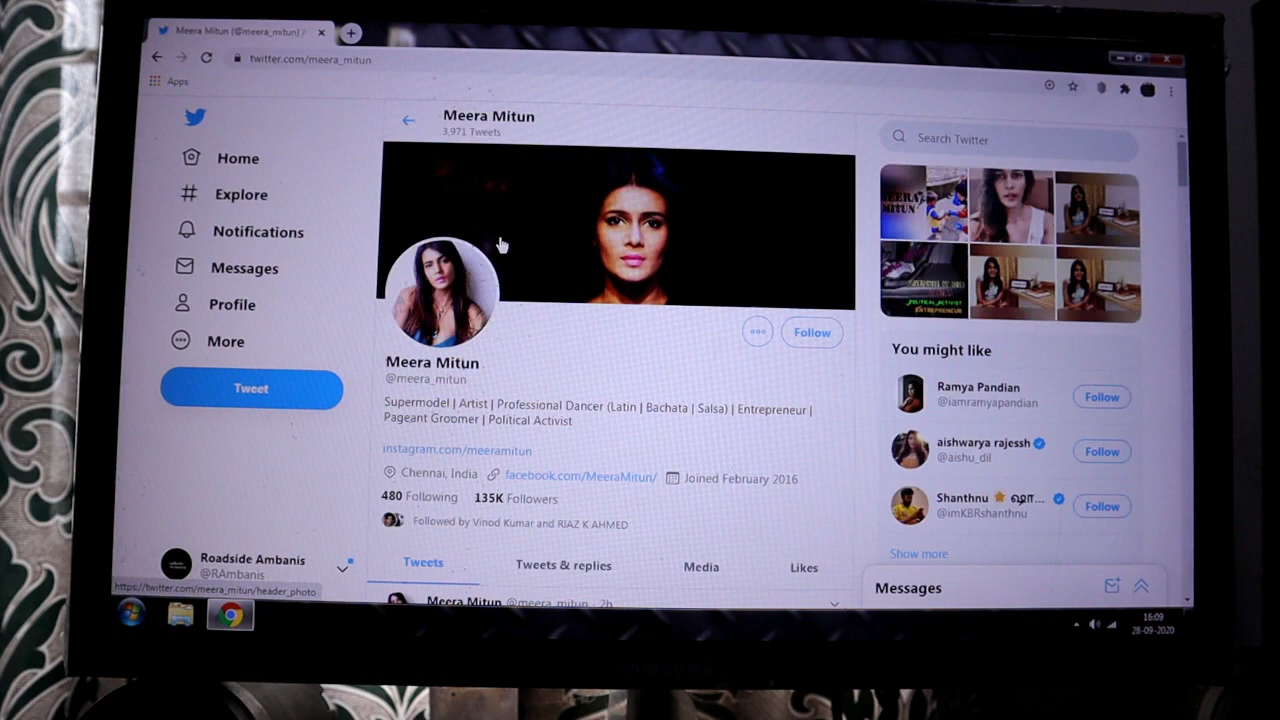 Meera Mitun (@meera_mitun) /
twitter.com/meera_mitun
Apps
Meera Mitun
3,971 Tweets
Search Twitter
Home
Explore
Notifications
Messages
Profile
More
Tweet
MEERA
MITUN
POLITICAL ACTIVIST
ENTREPRENEUR
Follow
Meera Mitun
@meera_mitun
Supermodel | Artist | Professional Dancer (Latin | Bachata | Salsa) | Entrepreneur |
Pageant Groomer | Political Activist
instagram.com/meeramitun
Chennai, India facebook.com/MeeraMitun/ Joined February 2016
480 Following 135K Followers
Followed by Vinod Kumar and RIAZ K AHMED
Tweets Tweets & replies Media Likes
Meera Mitun @meera_mitun · 2h
You might like
Ramya Pandian
@iamramyapandian
Follow
aishwarya rajessh
@aishu_dil
Follow
Shanthnu ⭐ ஷா...
@imKBRshanthnu
Follow
Show more
Messages
Roadside Ambanis
@RAmbanis
https://twitter.com/meera_mitun/header_photo
16:09
28-09-2020